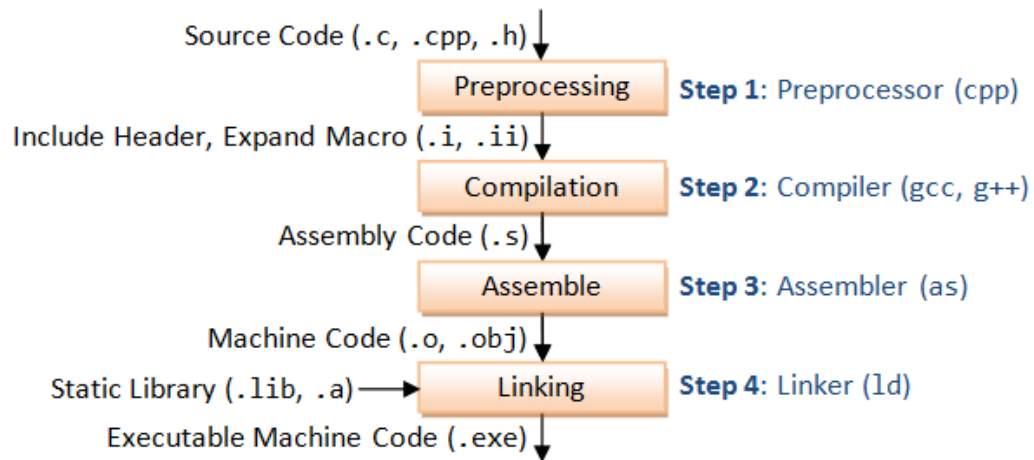 Source Code (.c, .cpp, .h)
Preprocessing
Step 1: Preprocessor (cpp)
Include Header, Expand Macro (.i, .ii)
Compilation
Step 2: Compiler (gcc, g++)
Assembly Code (.s)
Assemble
Step 3: Assembler (as)
Machine Code (.o, .obj)
Static Library (.lib, .a)
Linking
Step 4: Linker (ld)
Executable Machine Code (.exe)